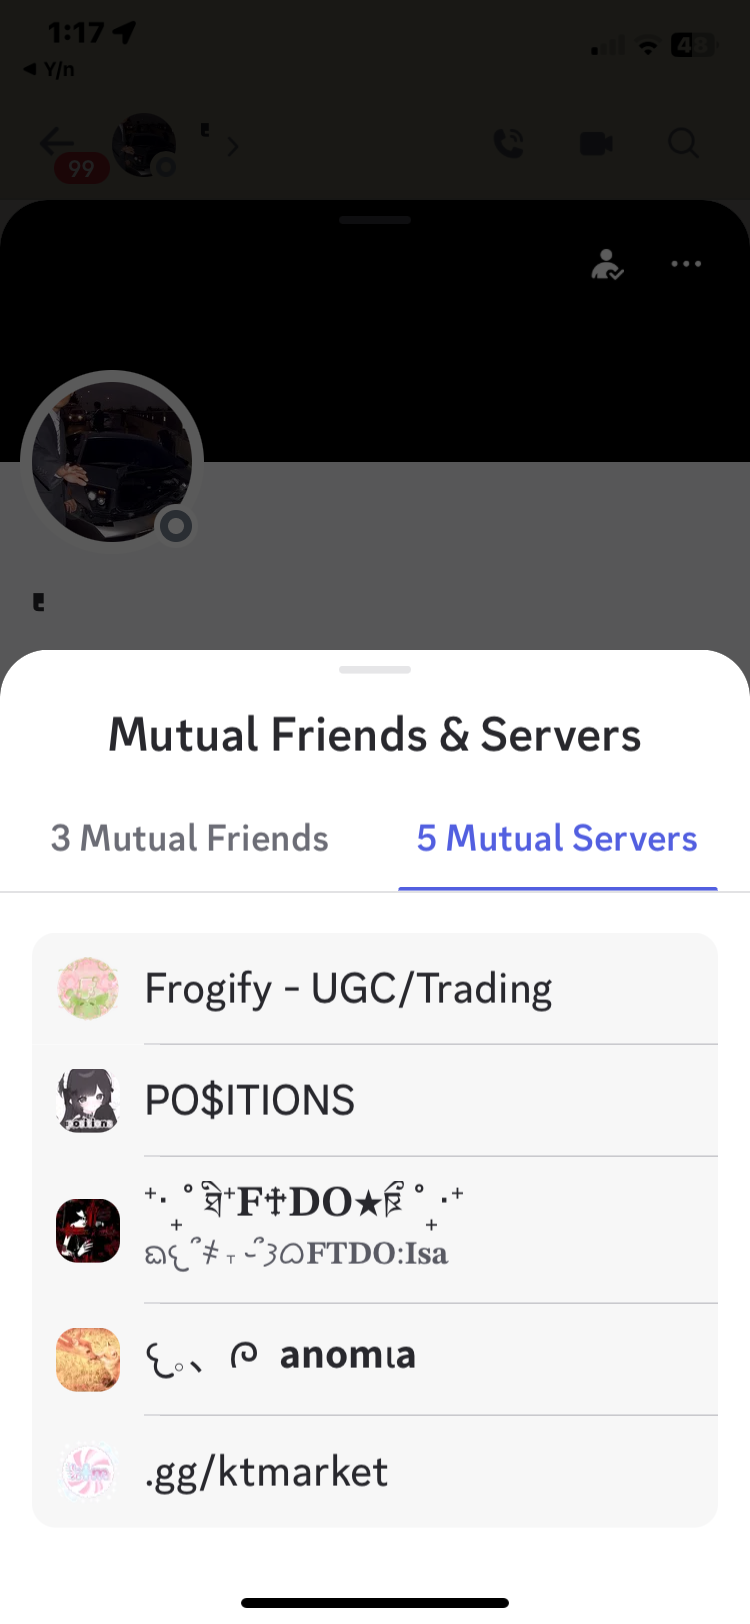 1:17
◀ Y/n
48
99
Mutual Friends & Servers
3 Mutual Friends
5 Mutual Servers
Frogify - UGC/Trading
PO$ITIONS
F☥DO★
FTDO:Isa
anomιa
.gg/ktmarket